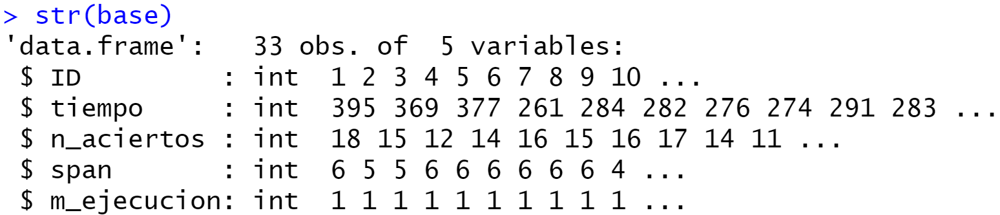 > str(base)
'data.frame':   33 obs. of  5 variables:
 $ ID         : int  1 2 3 4 5 6 7 8 9 10 ...
 $ tiempo     : int  395 369 377 261 284 282 276 274 291 283 ...
 $ n_aciertos : int  18 15 12 14 16 15 16 17 14 11 ...
 $ span       : int  6 5 5 6 6 6 6 6 6 4 ...
 $ m_ejecucion: int  1 1 1 1 1 1 1 1 1 1 ...